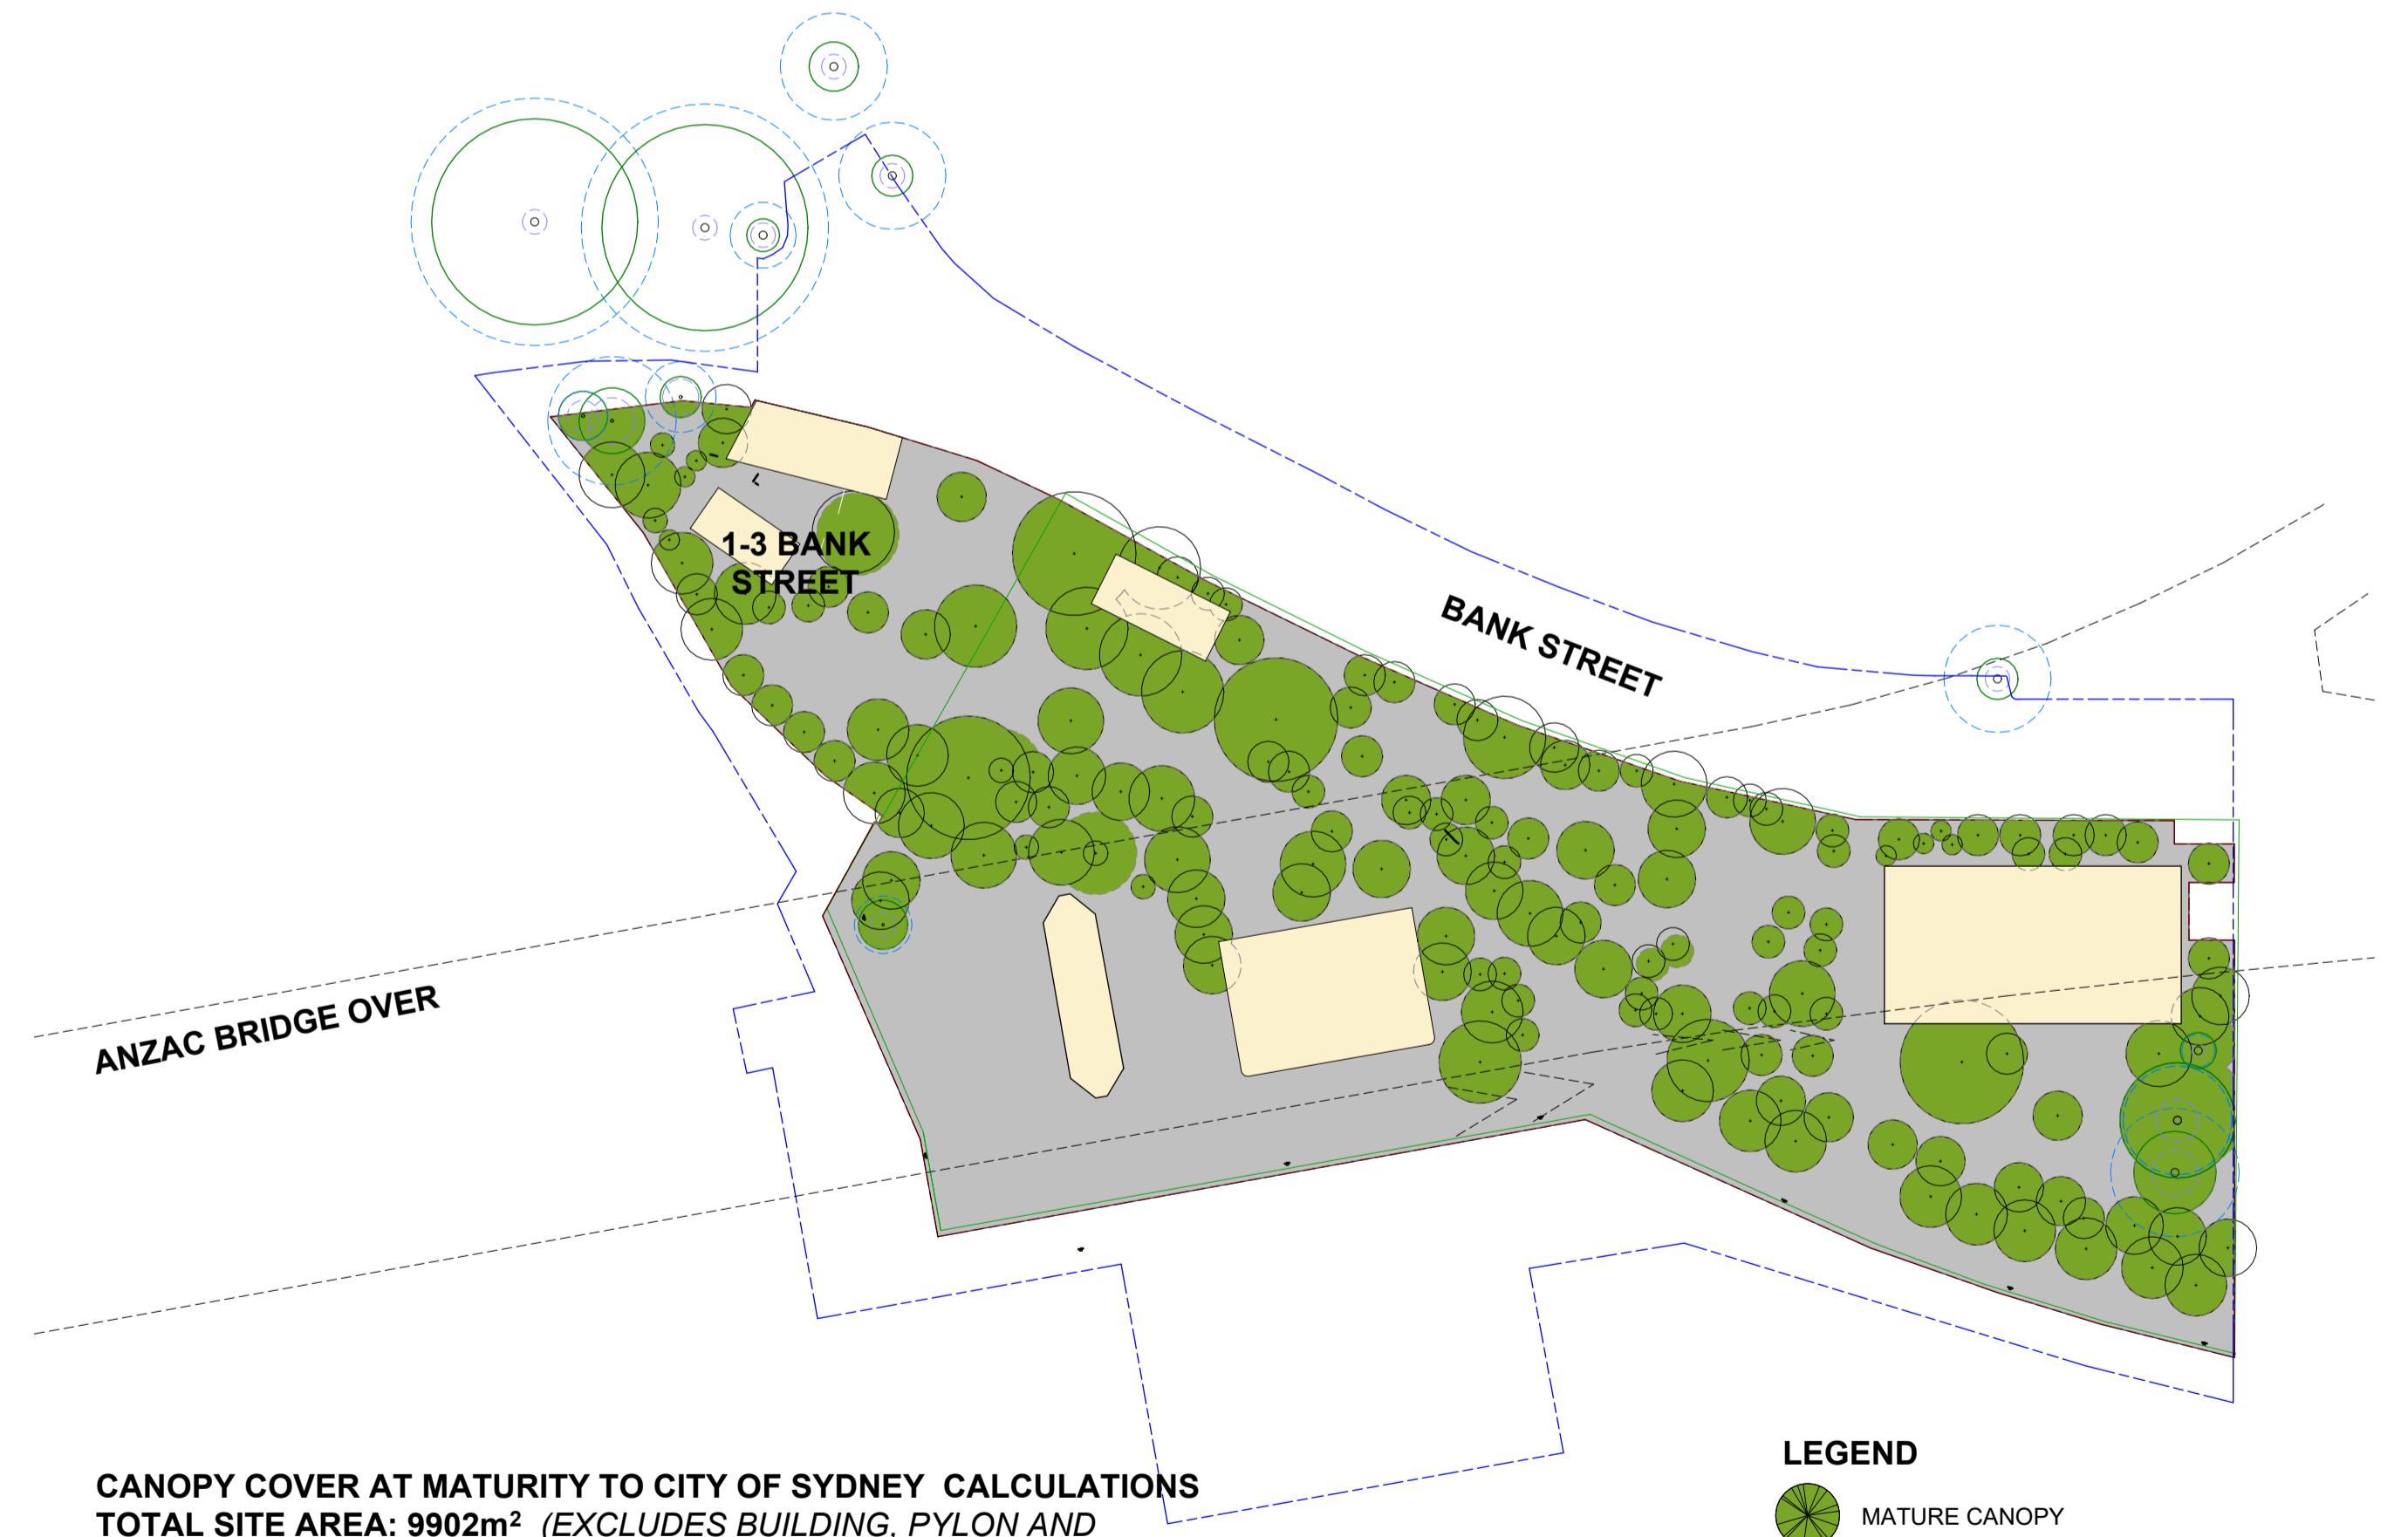 1-3 BANK
STREET
BANK STREET
ANZAC BRIDGE OVER
LEGEND
MATURE CANOPY
CANOPY COVER AT MATURITY TO CITY OF SYDNEY CALCULATIONS
TOTAL SITE AREA: 9902m² (EXCLUDES BUILDING, PYLON AND